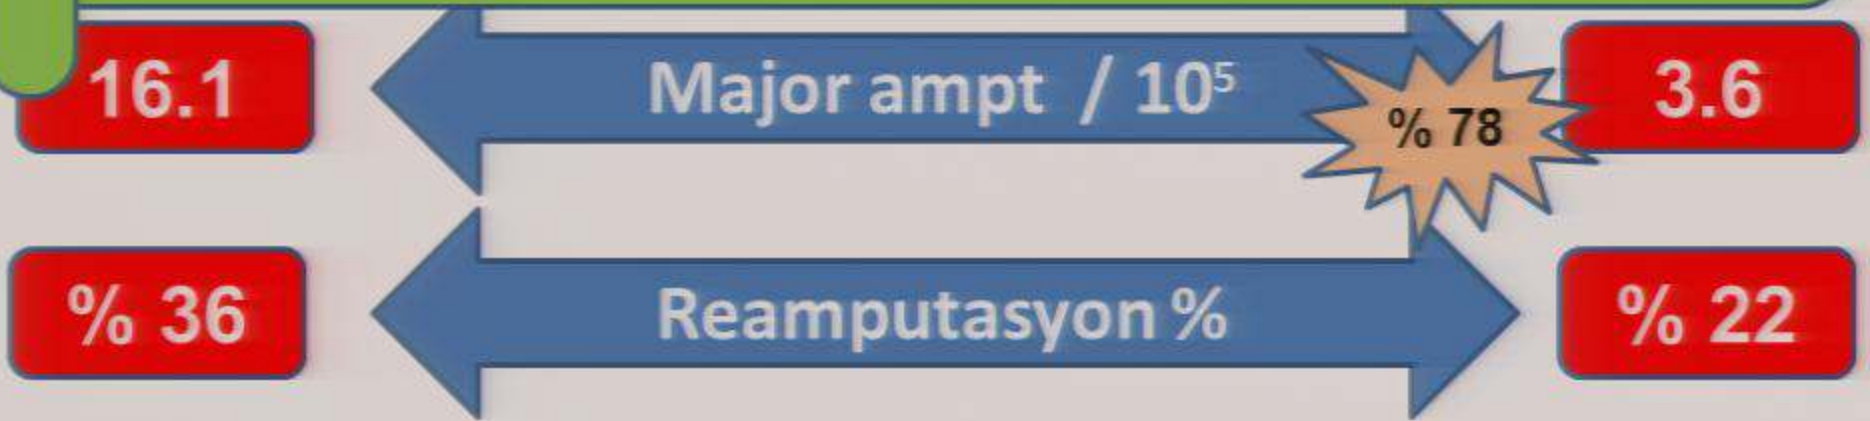 16.1 Major ampt / 10⁵ % 78 3.6
% 36 Reamputasyon % % 22